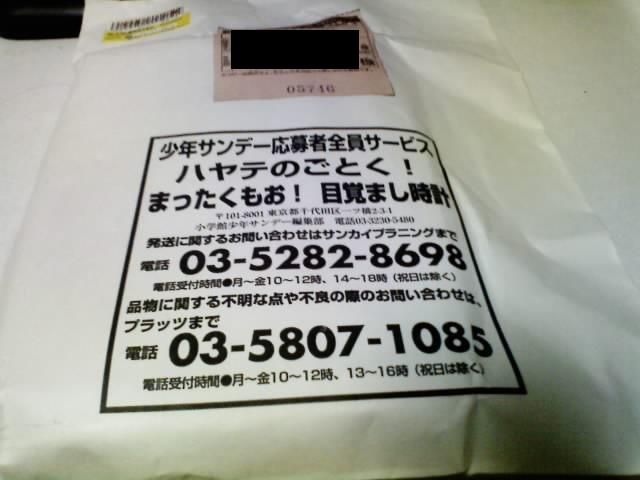 05746
少年サンデー応募者全員サービス
ハヤテのごとく！
まったくもお！ 目覚まし時計
〒101-8001 東京都千代田区一ツ橋2-3-1
小学館少年サンデー編集部 電話03-3230-5480
発送に関するお問い合わせはサンカイプラニングまで
電話 03-5282-8698
電話受付時間●月～金10～12時、14～18時（祝日は除く）
品物に関する不明な点や不良の際のお問い合わせは、
プラッツまで
電話 03-5807-1085
電話受付時間●月～金10～12時、13～16時（祝日は除く）